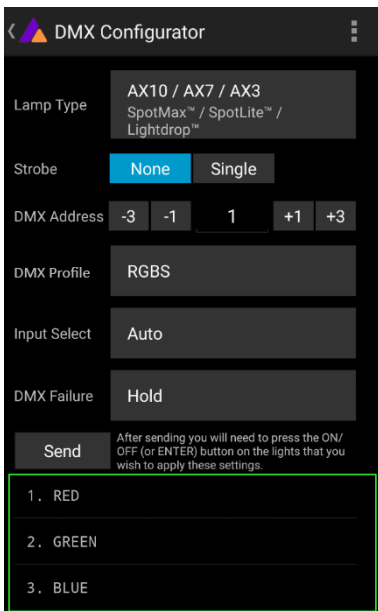 DMX Configurator
Lamp Type
AX10 / AX7 / AX3
SpotMax™ / SpotLite™ /
Lightdrop™
Strobe None Single
DMX Address -3 -1 1 +1 +3
DMX Profile RGBS
Input Select Auto
DMX Failure Hold
Send
After sending you will need to press the ON/
OFF (or ENTER) button on the lights that you
wish to apply these settings.
1. RED
2. GREEN
3. BLUE